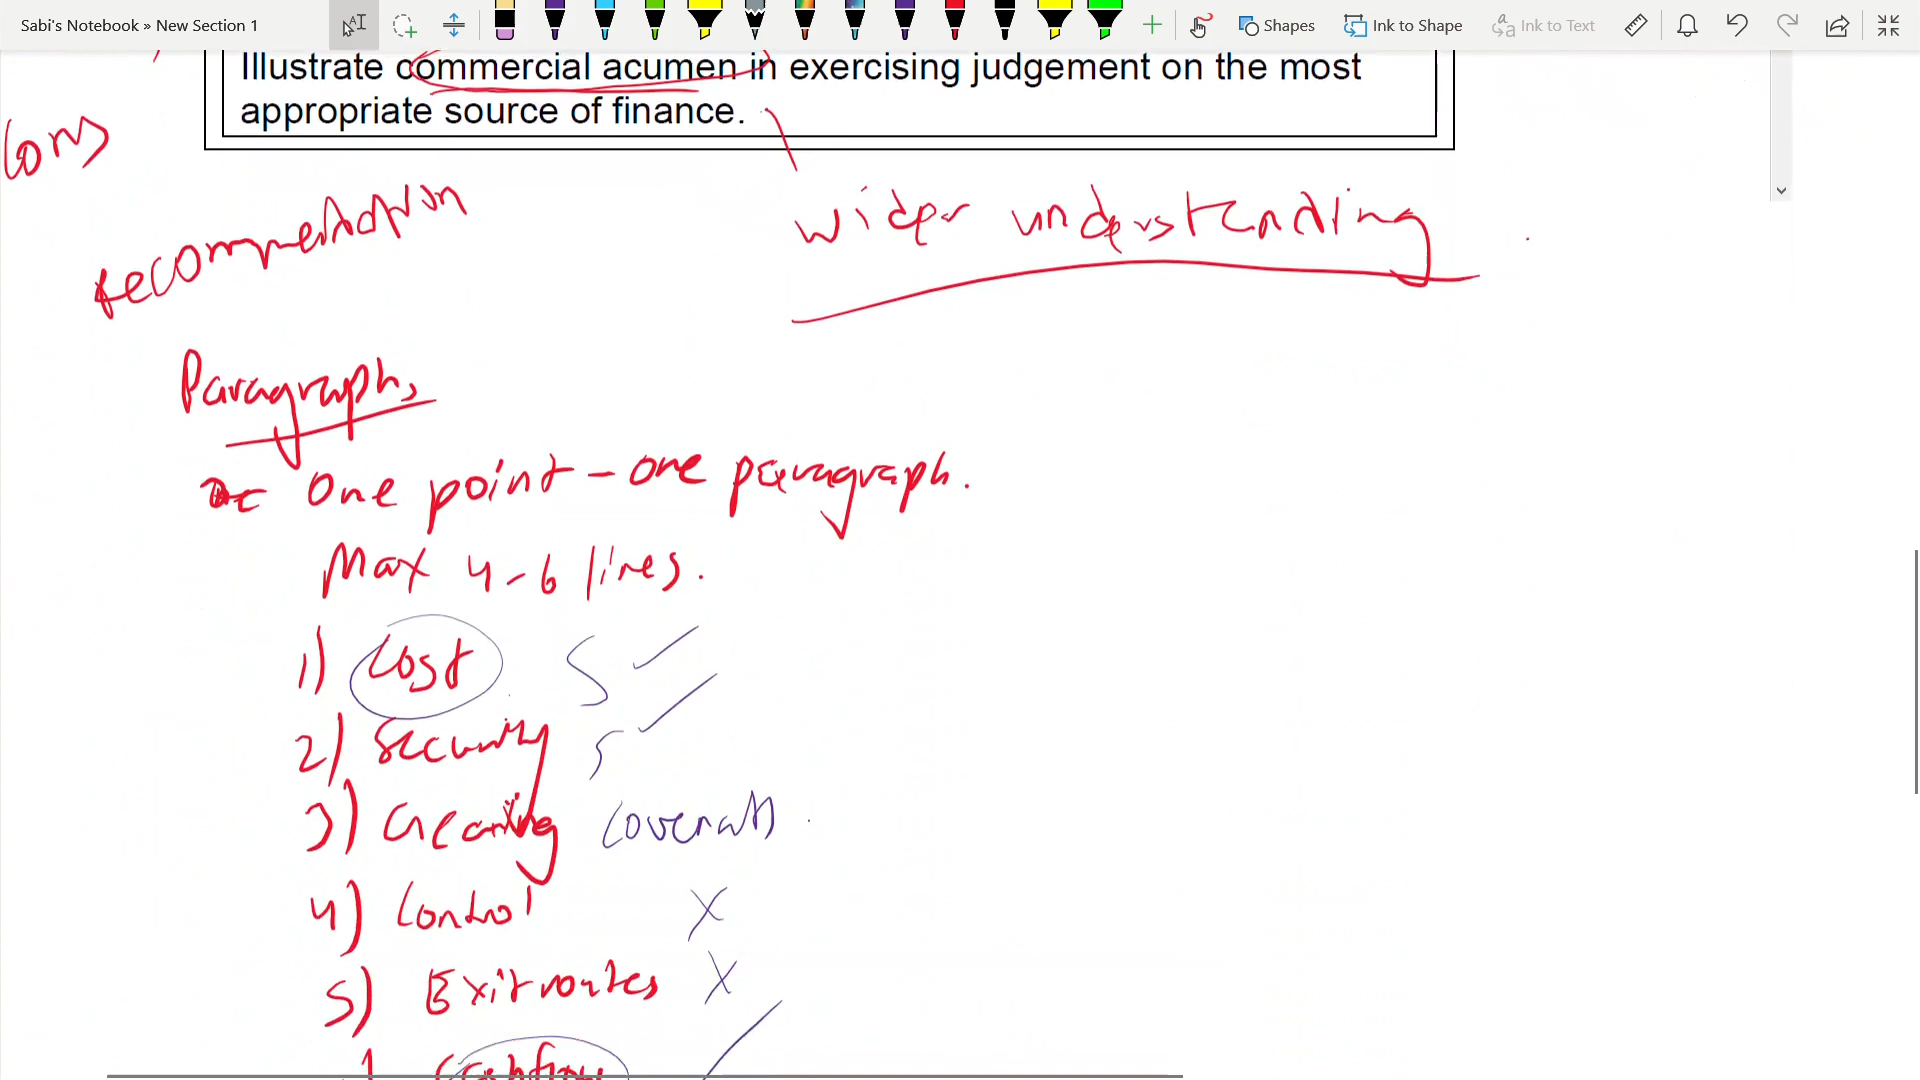 Sabi's Notebook » New Section 1
Shapes
Ink to Shape
Ink to Text
Illustrate commercial acumen in exercising judgement on the most
appropriate source of finance.
Cons
recommendation
wider understanding
Paragraphs
One point - one paragraph.
Max 4-6 lines.
1) Cost S
2) Security S
3) Gearing Covenants
4) Control X
5) Exit routes X
Cashflow